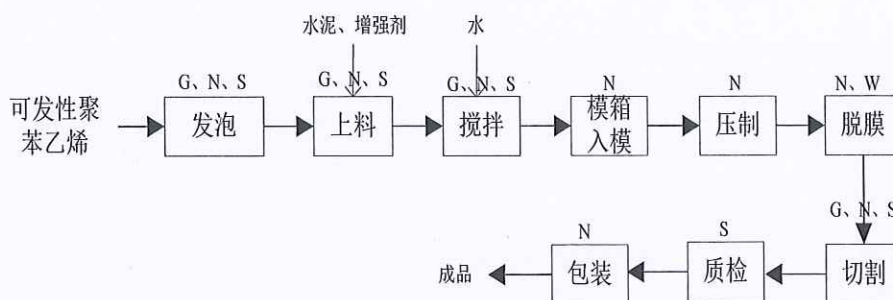 水泥、增强剂
水
G、N、S
G、N、S
G、N、S
N
N
N、W
可发性聚
苯乙烯
发泡
上料
搅拌
模箱
入模
压制
脱膜
G、N、S
N
S
成品
包装
质检
切割